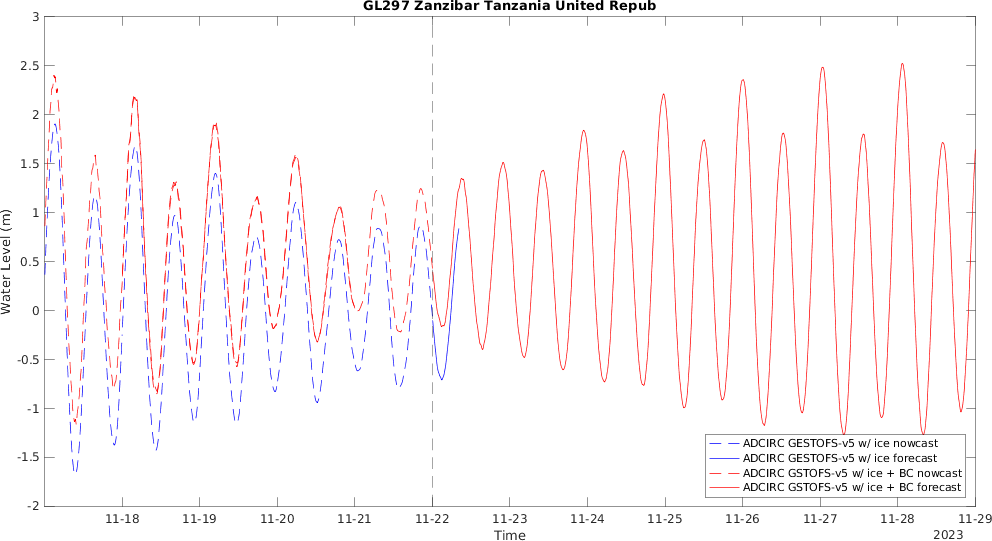 GL297 Zanzibar Tanzania United Repub
3
2.5
2
1.5
1
0.5
0
-0.5
-1
-1.5
-2
Water Level (m)
ADCIRC GESTOFS-v5 w/ ice nowcast
ADCIRC GESTOFS-v5 w/ ice forecast
ADCIRC GSTOFS-v5 w/ ice + BC nowcast
ADCIRC GSTOFS-v5 w/ ice + BC forecast
11-18 11-19 11-20 11-21 11-22 11-23 11-24 11-25 11-26 11-27 11-28 11-29
Time
2023